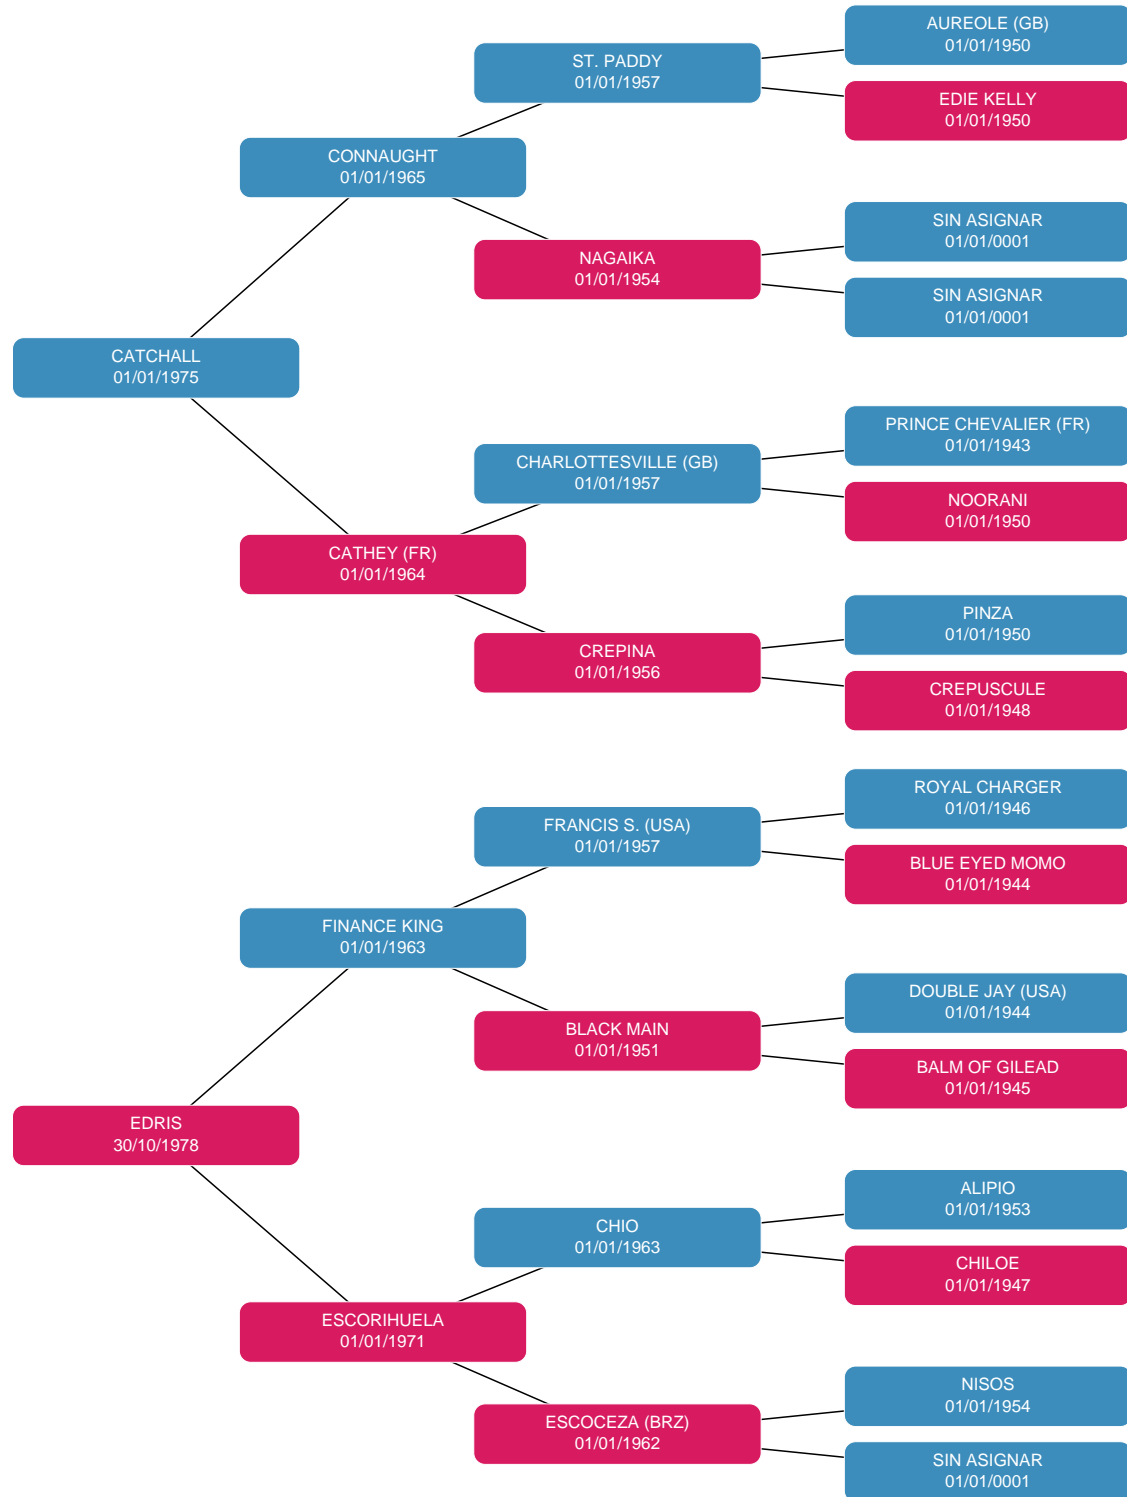 AUREOLE (GB)
01/01/1950
ST. PADDY
01/01/1957
EDIE KELLY
01/01/1950
CONNAUGHT
01/01/1965
SIN ASIGNAR
01/01/0001
NAGAIKA
01/01/1954
SIN ASIGNAR
01/01/0001
CATCHALL
01/01/1975
PRINCE CHEVALIER (FR)
01/01/1943
CHARLOTTESVILLE (GB)
01/01/1957
NOORANI
01/01/1950
CATHEY (FR)
01/01/1964
PINZA
01/01/1950
CREPINA
01/01/1956
CREPUSCULE
01/01/1948
ROYAL CHARGER
01/01/1946
FRANCIS S. (USA)
01/01/1957
BLUE EYED MOMO
01/01/1944
FINANCE KING
01/01/1963
DOUBLE JAY (USA)
01/01/1944
BLACK MAIN
01/01/1951
BALM OF GILEAD
01/01/1945
EDRIS
30/10/1978
ALIPIO
01/01/1953
CHIO
01/01/1963
CHILOE
01/01/1947
ESCORIHUELA
01/01/1971
NISOS
01/01/1954
ESCOCEZA (BRZ)
01/01/1962
SIN ASIGNAR
01/01/0001